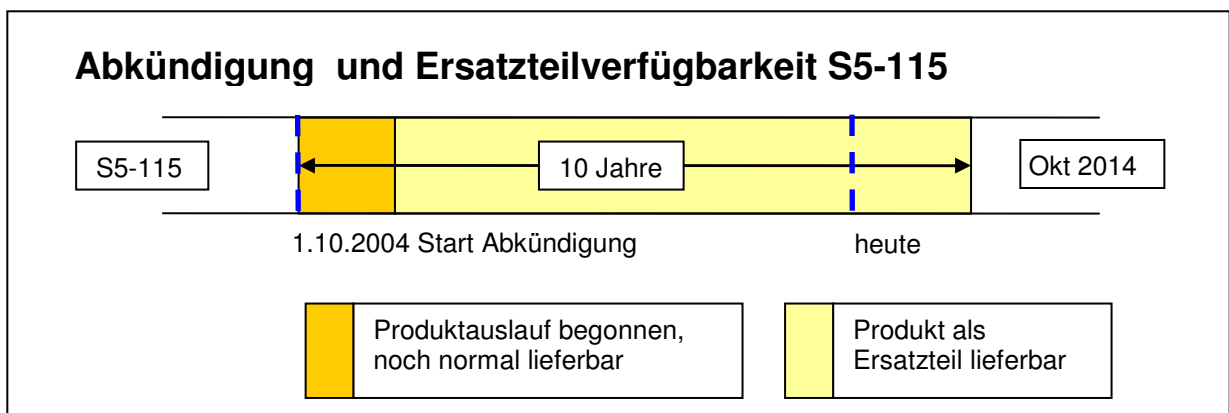 Abkündigung und Ersatzteilverfügbarkeit S5-115
S5-115
10 Jahre
Okt 2014
1.10.2004 Start Abkündigung
heute
Produktauslauf begonnen,
noch normal lieferbar
Produkt als
Ersatzteil lieferbar